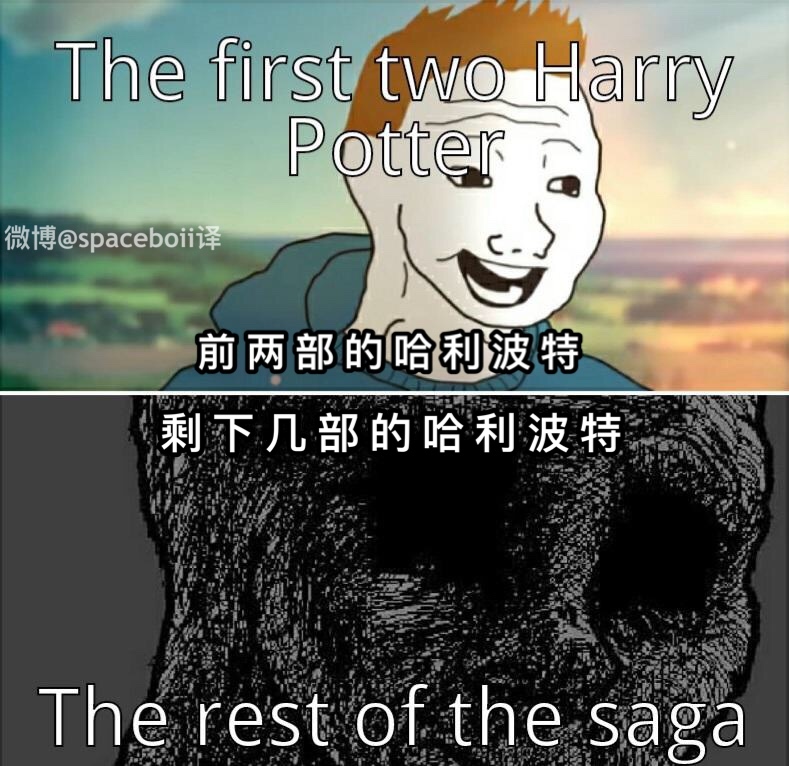 The first two Harry
Potter
微博@spaceboii译
前两部的哈利波特
剩下几部的哈利波特
The rest of the saga